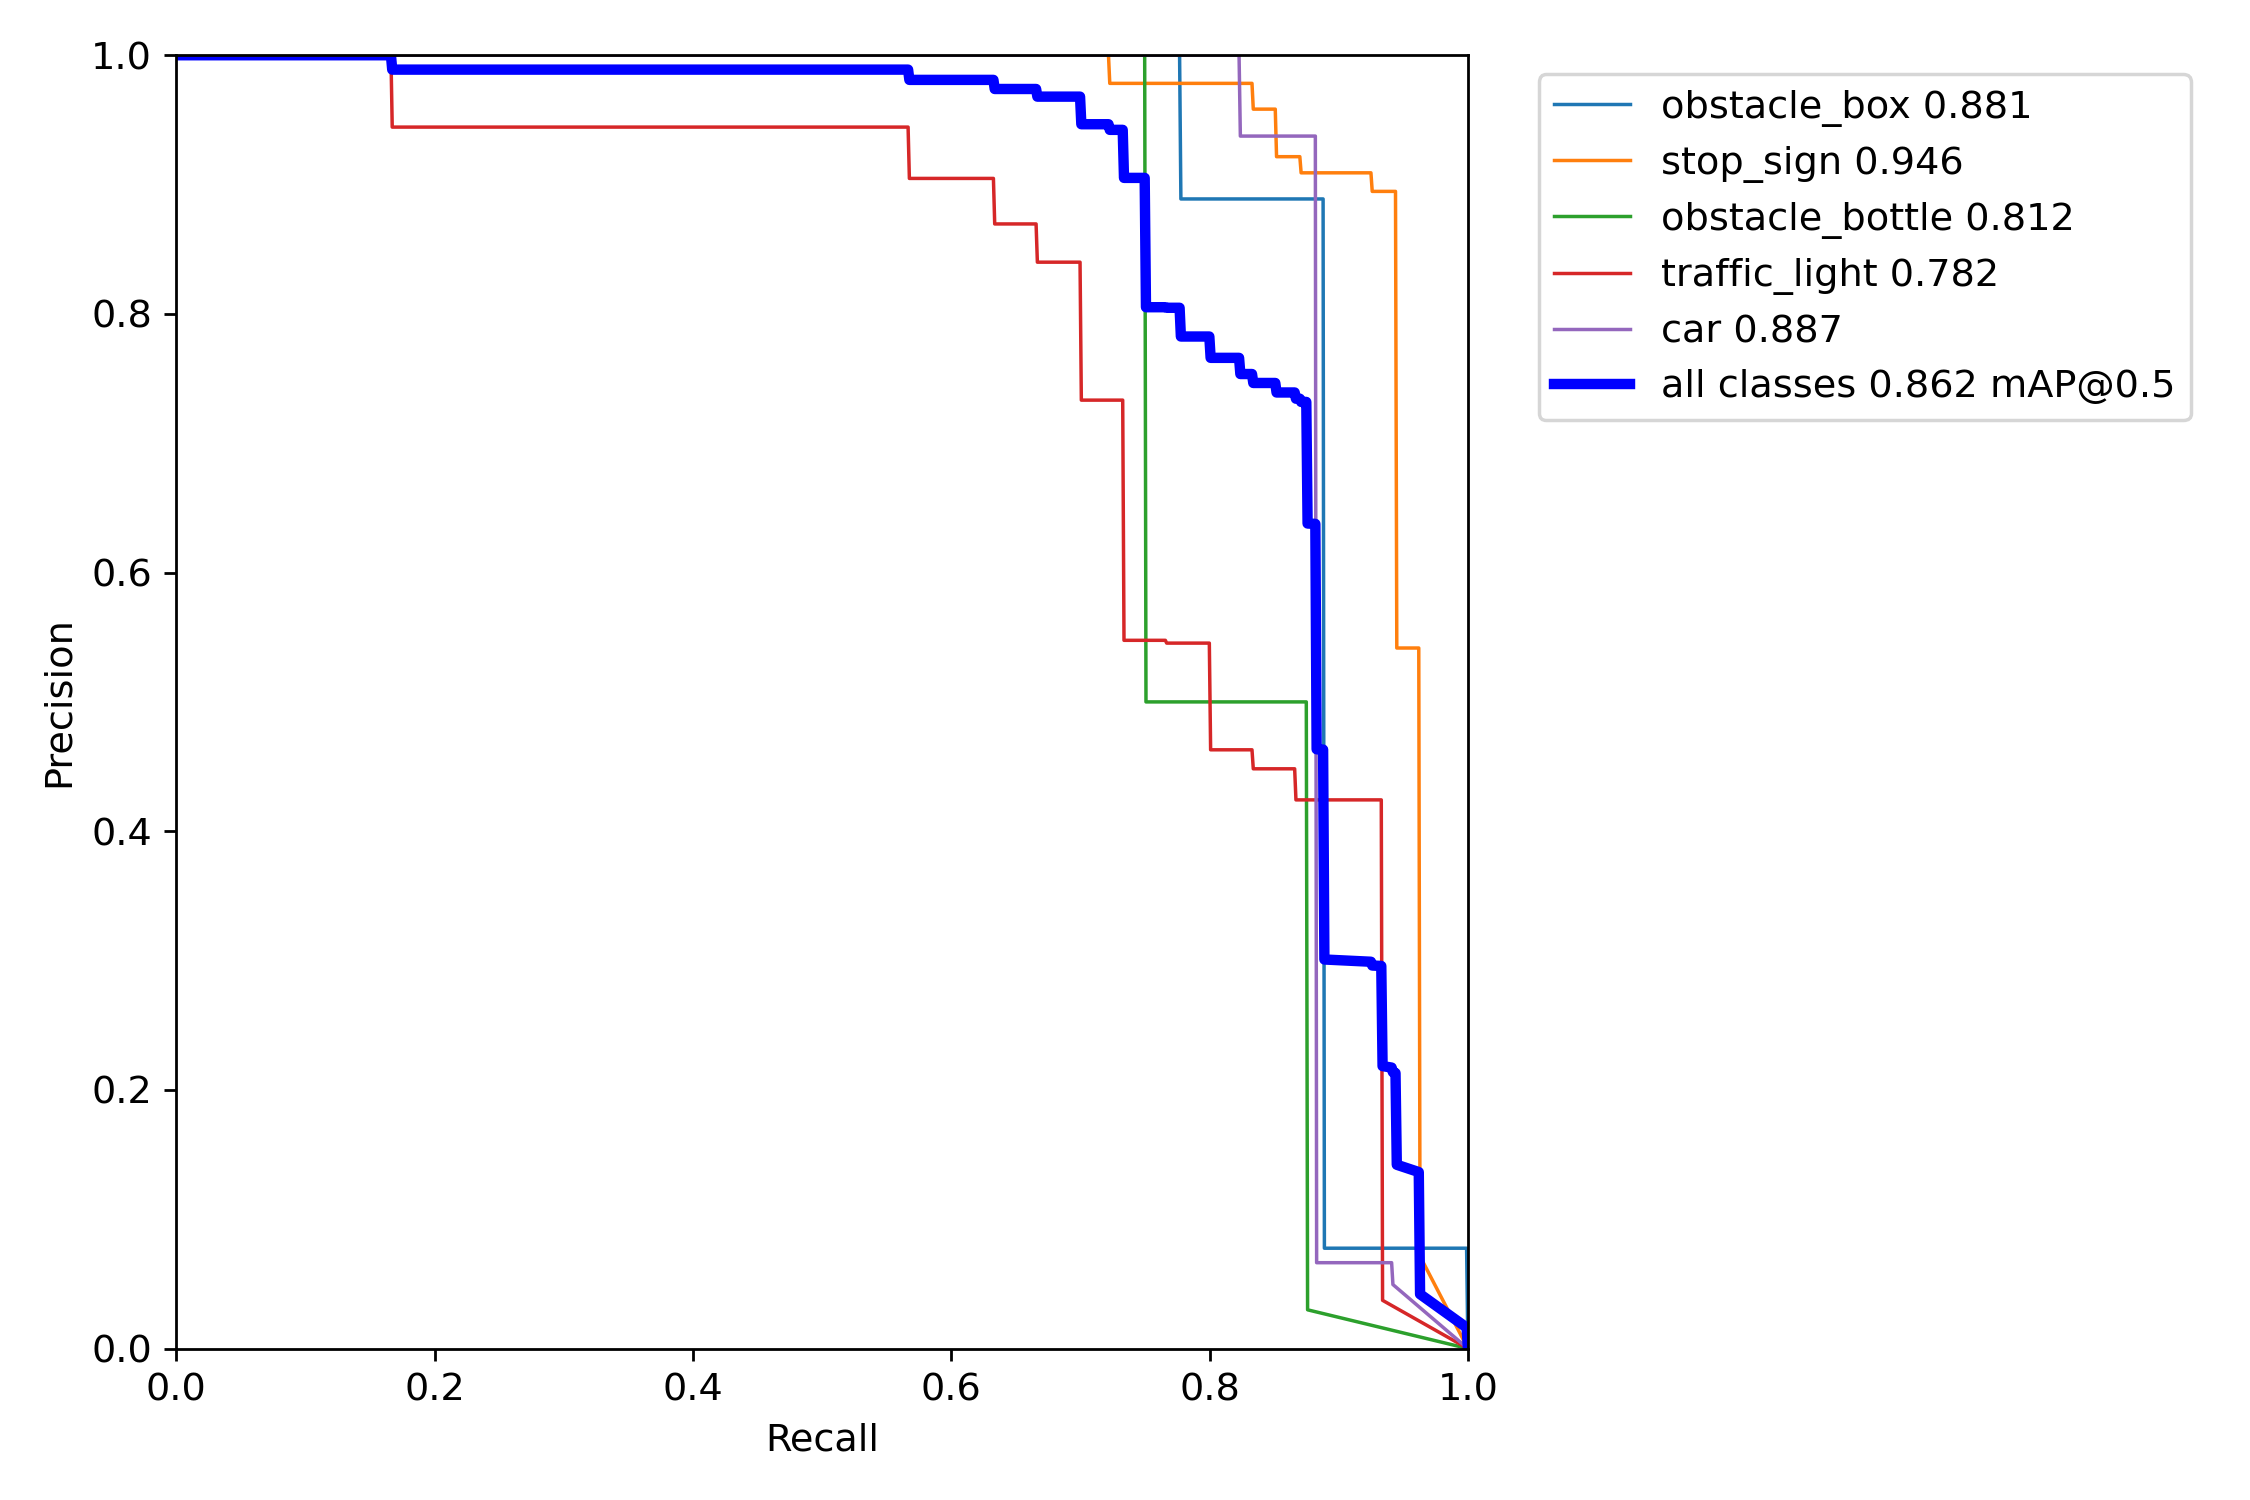 1.0
0.8
0.6
0.4
0.2
0.0
Precision
0.0 0.2 0.4 0.6 0.8 1.0
Recall
obstacle_box 0.881
stop_sign 0.946
obstacle_bottle 0.812
traffic_light 0.782
car 0.887
all classes 0.862 mAP@0.5